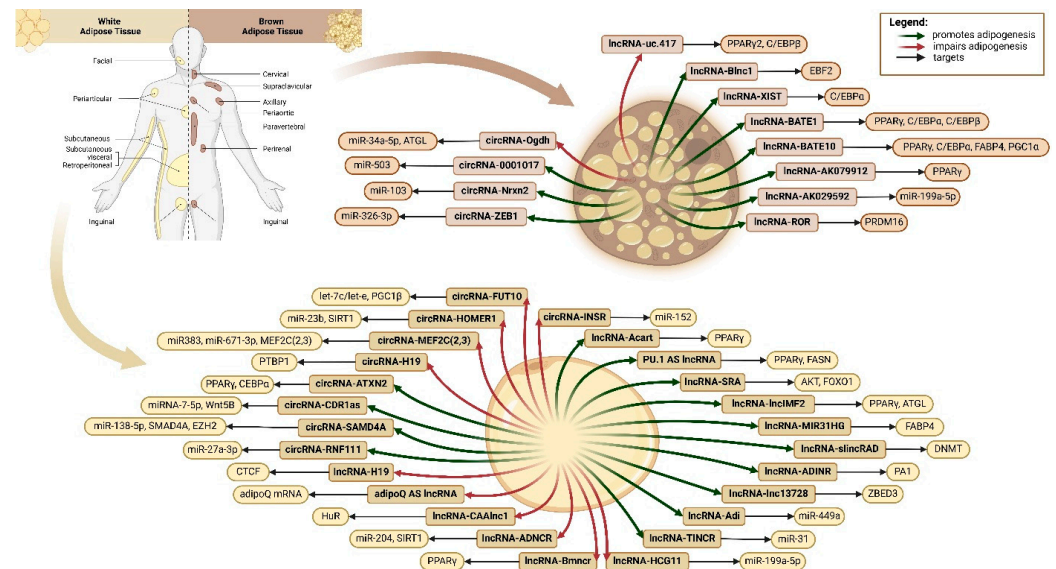 White
Adipose Tissue
Brown
Adipose Tissue
Facial
Periarticular
Subcutaneous
Subcutaneous
visceral
Retroperitoneal
Inguinal
Cervical
Supraclavicular
Axillary
Periaortic
Paravertebral
Perirenal
Inguinal
Legend:
promotes adipogenesis
impairs adipogenesis
targets
lncRNA-uc.417
PPARγ2, C/EBPβ
lncRNA-Blnc1
EBF2
lncRNA-XIST
C/EBPα
lncRNA-BATE1
PPARγ, C/EBPα, C/EBPβ
lncRNA-BATE10
PPARγ, C/EBPα, FABP4, PGC1α
lncRNA-AK079912
PPARγ
lncRNA-AK029592
miR-199a-5p
lncRNA-ROR
PRDM16
miR-34a-5p, ATGL
circRNA-Ogdh
miR-503
circRNA-0001017
miR-103
circRNA-Nrxn2
miR-326-3p
circRNA-ZEB1
let-7c/let-e, PGC1β
circRNA-FUT10
miR-23b, SIRT1
circRNA-HOMER1
miR383, miR-671-3p, MEF2C(2,3)
circRNA-MEF2C(2,3)
PTBP1
circRNA-H19
PPARγ, CEBPα
circRNA-ATXN2
miRNA-7-5p, Wnt5B
circRNA-CDR1as
miR-138-5p, SMAD4A, EZH2
circRNA-SAMD4A
miR-27a-3p
circRNA-RNF111
CTCF
lncRNA-H19
adipoQ mRNA
adipoQ AS lncRNA
HuR
lncRNA-CAAlnc1
miR-204, SIRT1
lncRNA-ADNCR
PPARγ
lncRNA-Bmncr
circRNA-INSR
miR-152
lncRNA-Acart
PPARγ
PU.1 AS lncRNA
PPARγ, FASN
lncRNA-SRA
AKT, FOXO1
lncRNA-lncIMF2
PPARγ, ATGL
lncRNA-MIR31HG
FABP4
lncRNA-slincRAD
DNMT
lncRNA-ADINR
PA1
lncRNA-lnc13728
ZBED3
lncRNA-Adi
miR-449a
lncRNA-TINCR
miR-31
lncRNA-HCG11
miR-199a-5p